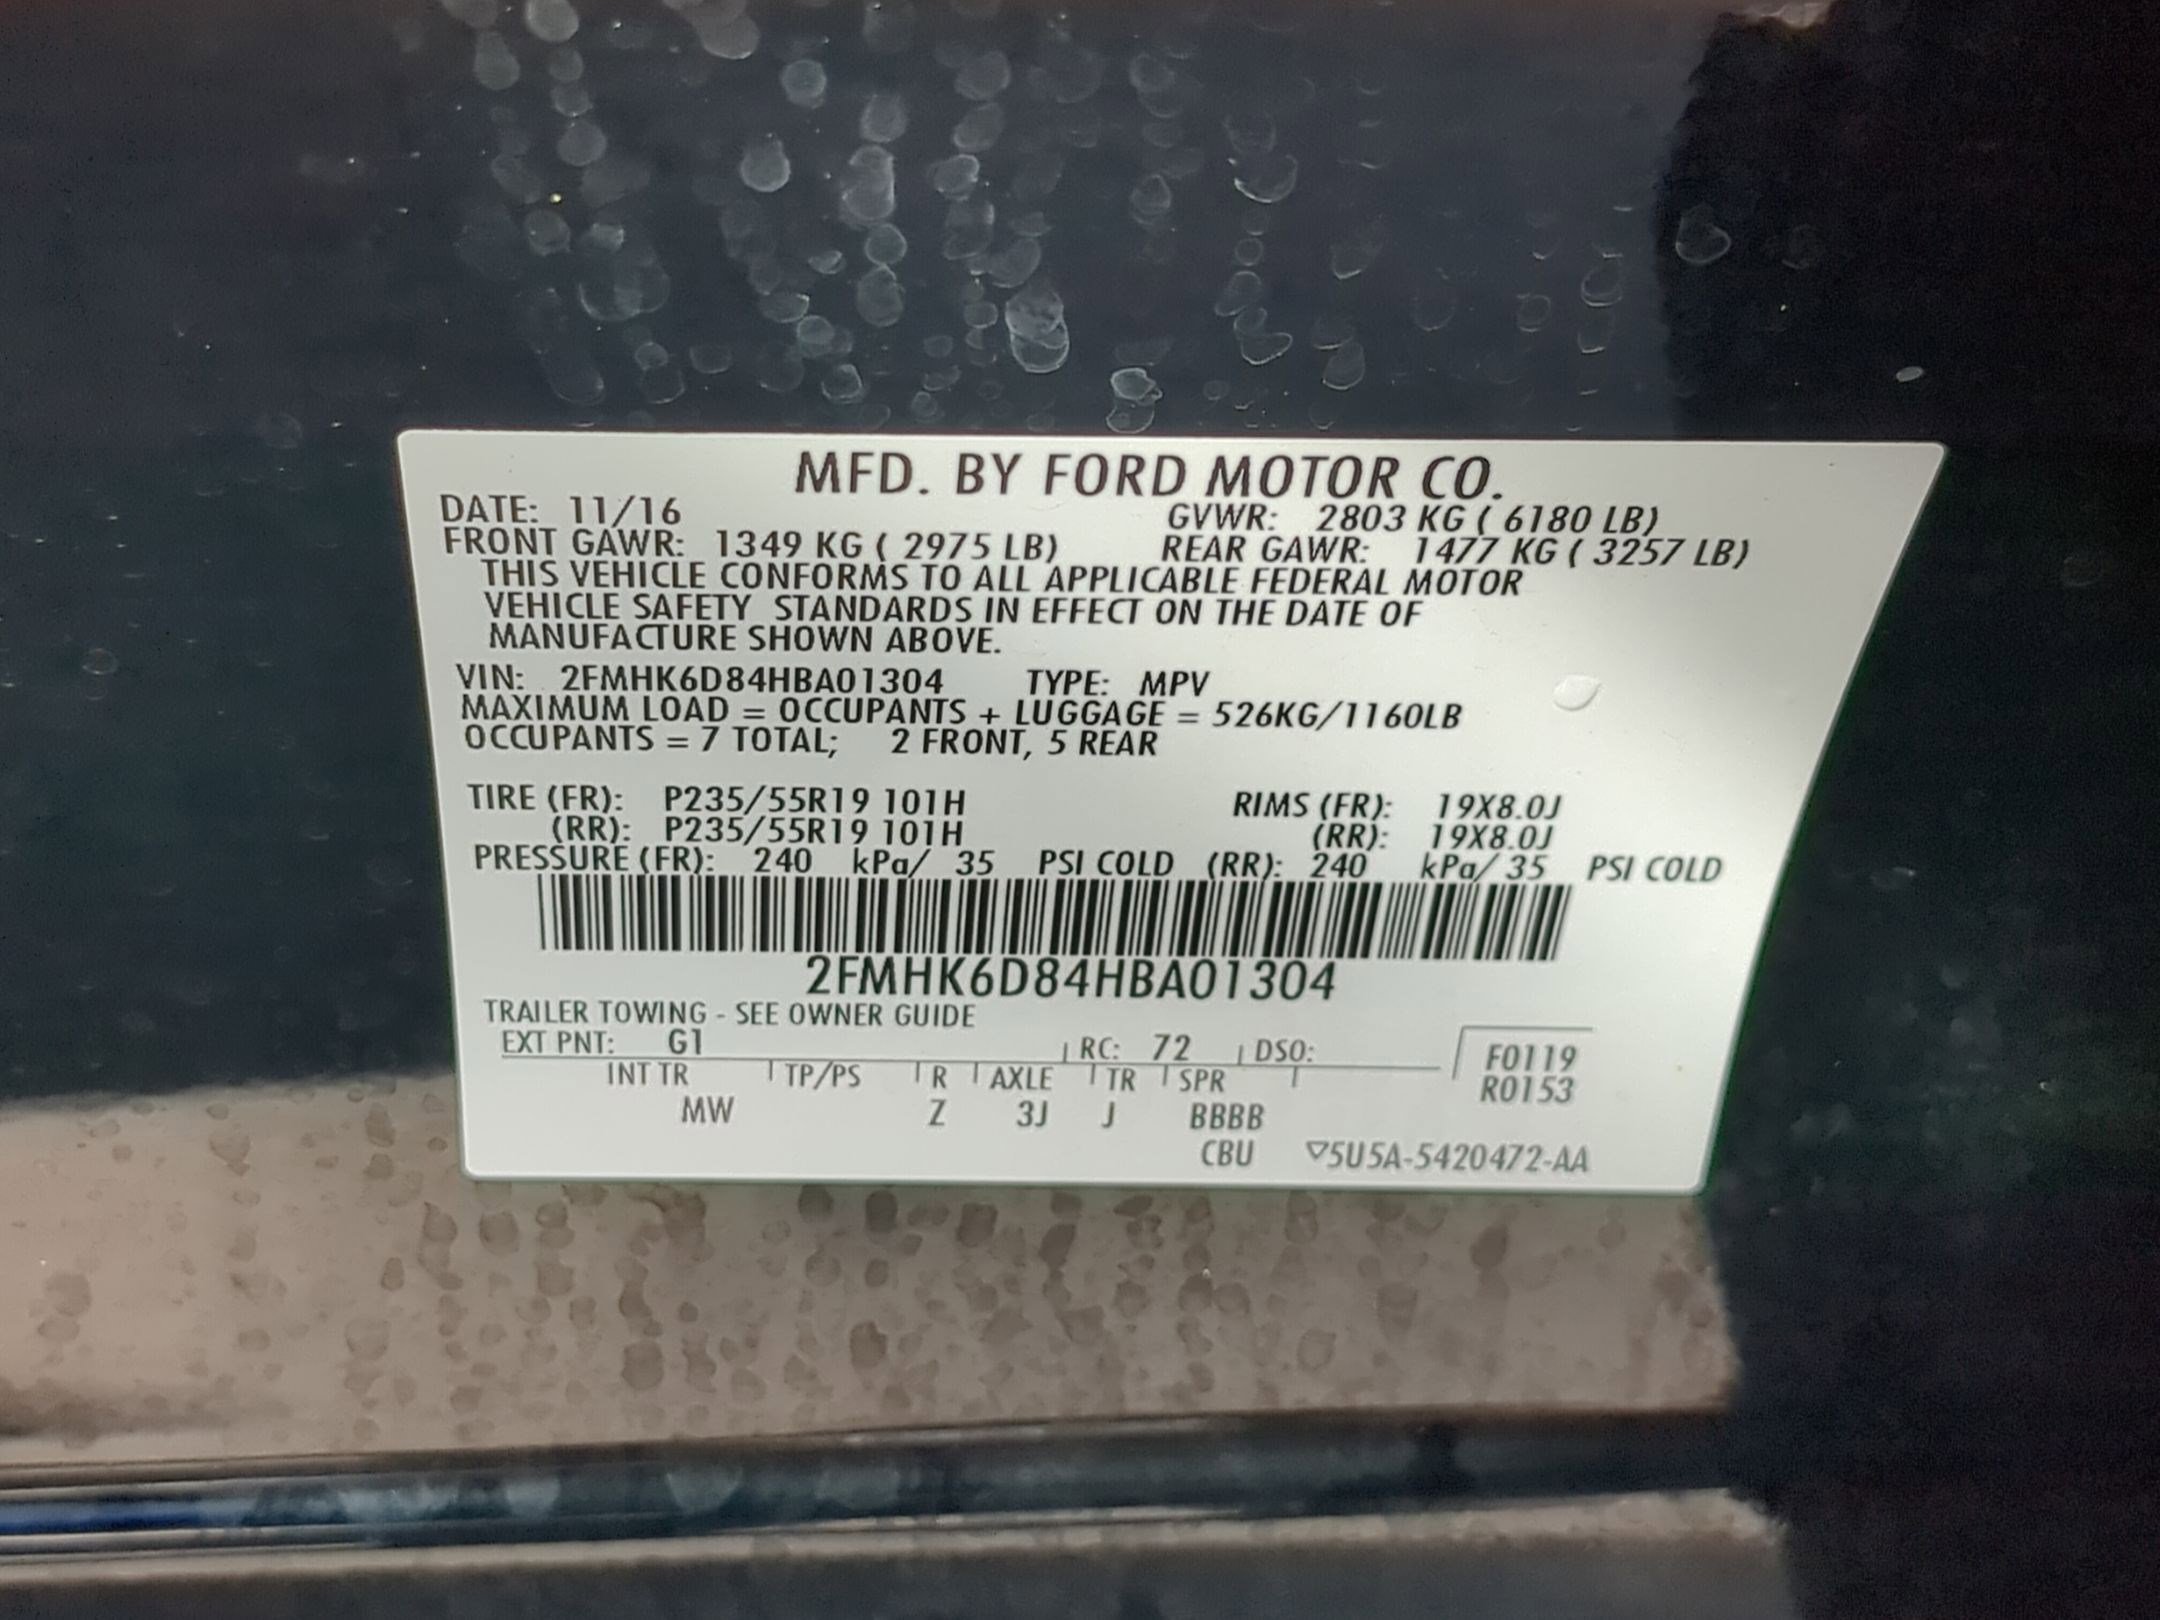 MFD. BY FORD MOTOR CO.
DATE: 11/16 GVWR: 2803 KG ( 6180 LB)
FRONT GAWR: 1349 KG ( 2975 LB) REAR GAWR: 1477 KG ( 3257 LB)
THIS VEHICLE CONFORMS TO ALL APPLICABLE FEDERAL MOTOR
VEHICLE SAFETY STANDARDS IN EFFECT ON THE DATE OF
MANUFACTURE SHOWN ABOVE.
VIN: 2FMHK6D84HBA01304 TYPE: MPV
MAXIMUM LOAD = OCCUPANTS + LUGGAGE = 526KG/1160LB
OCCUPANTS = 7 TOTAL; 2 FRONT, 5 REAR
TIRE (FR): P235/55R19 101H RIMS (FR): 19X8.0J
(RR): P235/55R19 101H (RR): 19X8.0J
PRESSURE (FR): 240 kPa/ 35 PSI COLD (RR): 240 kPa/ 35 PSI COLD
2FMHK6D84HBA01304
TRAILER TOWING - SEE OWNER GUIDE
EXT PNT: G1 RC: 72 DSO: F0119
INT TR TP/PS R AXLE TR SPR R0153
MW Z 3J J BBBB
CBU ▽5U5A-5420472-AA